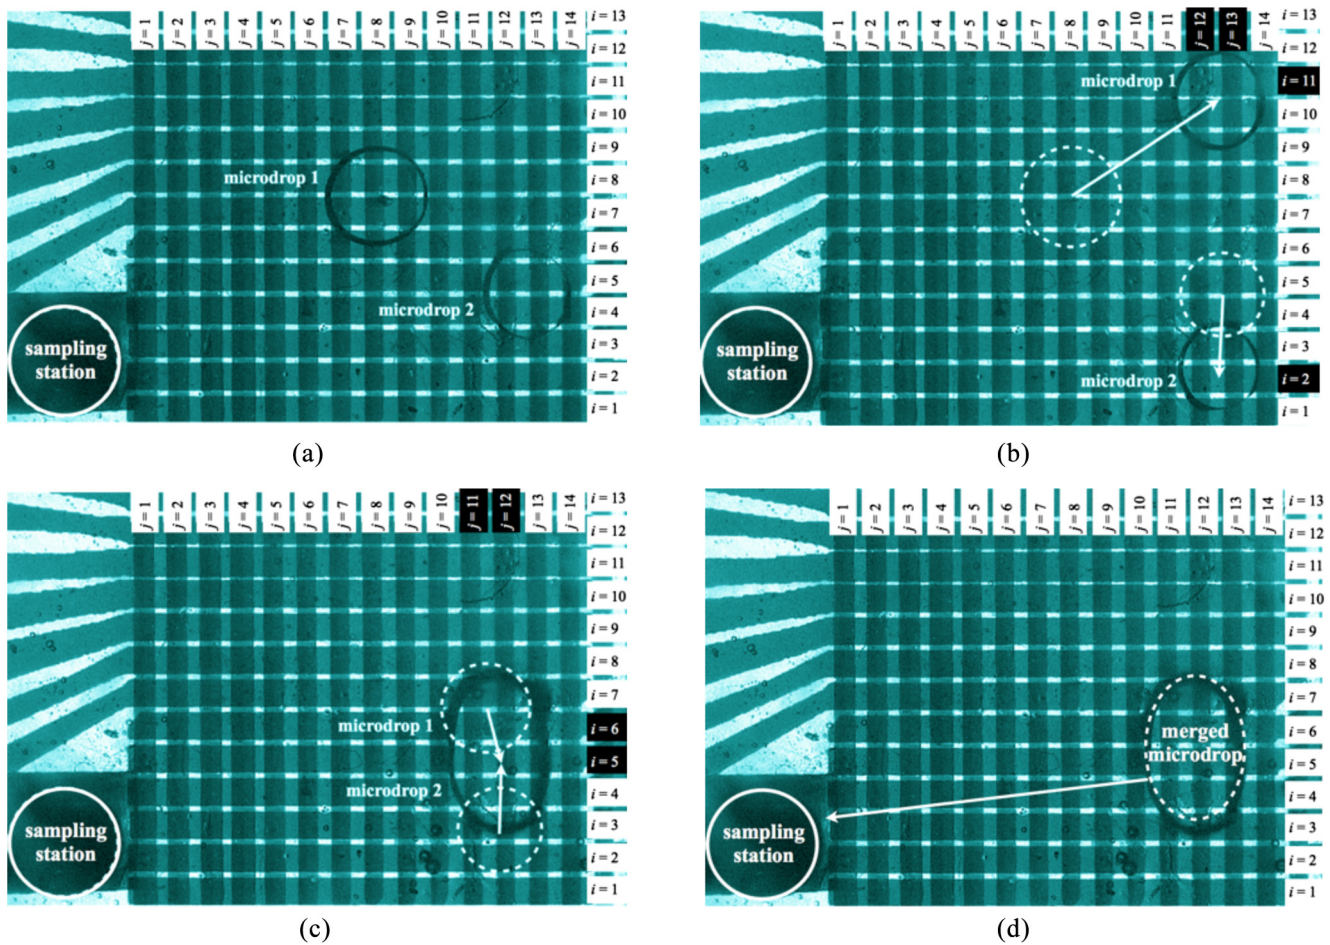 j = 1
j = 2
j = 3
j = 4
j = 5
j = 6
j = 7
j = 8
j = 9
j = 10
j = 11
j = 12
j = 13
j = 14
i = 13
i = 12
i = 11
i = 10
i = 9
i = 8
i = 7
i = 6
i = 5
i = 4
i = 3
i = 2
i = 1
microdrop 1
microdrop 2
sampling
station
(a)
j = 1
j = 2
j = 3
j = 4
j = 5
j = 6
j = 7
j = 8
j = 9
j = 10
j = 11
j = 12
j = 13
j = 14
i = 13
i = 12
i = 11
i = 10
i = 9
i = 8
i = 7
i = 6
i = 5
i = 4
i = 3
i = 2
i = 1
microdrop 1
sampling
station
microdrop 2
(b)
j = 1
j = 2
j = 3
j = 4
j = 5
j = 6
j = 7
j = 8
j = 9
j = 10
j = 11
j = 12
j = 13
j = 14
i = 13
i = 12
i = 11
i = 10
i = 9
i = 8
i = 7
i = 6
i = 5
i = 4
i = 3
i = 2
i = 1
microdrop 1
microdrop 2
sampling
station
(c)
j = 1
j = 2
j = 3
j = 4
j = 5
j = 6
j = 7
j = 8
j = 9
j = 10
j = 11
j = 12
j = 13
j = 14
i = 13
i = 12
i = 11
i = 10
i = 9
i = 8
i = 7
i = 6
i = 5
i = 4
i = 3
i = 2
i = 1
merged
microdrop
sampling
station
(d)